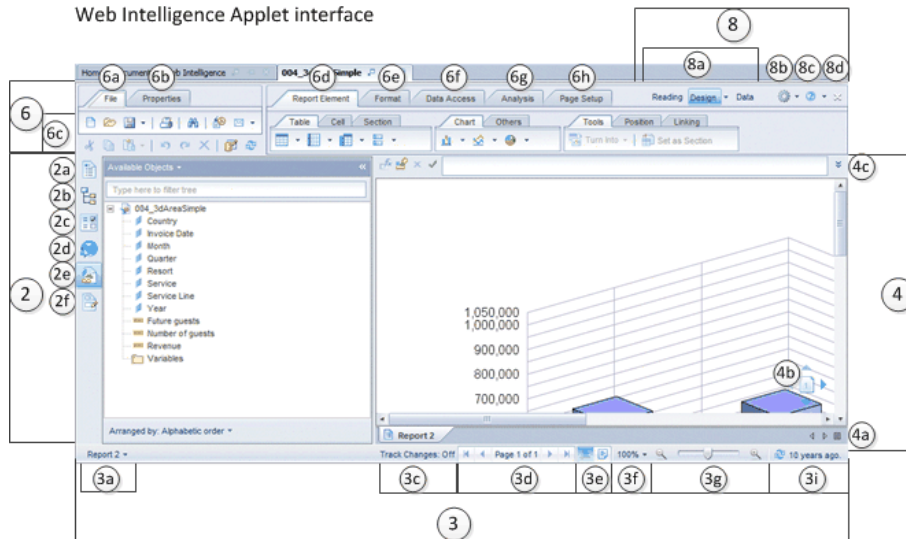 Web Intelligence Applet interface
8
8a
8b 8c 8d
6a 6b 6d 6e 6f 6g 6h
Web Intelligence
File Properties
Report Element Format Data Access Analysis Page Setup
Reading Design Data
6
6c
Table Cell Section
Chart Others
Tools Position Linking
Turn into
Set as Section
2
2a
2b
2c
2d
2e
2f
Available Objects
Type here to filter tree
004_3dAreaSimple
Country
Invoice Date
Month
Quarter
Resort
Service
Service Line
Year
Future guests
Number of guests
Revenue
Variables
Arranged by: Alphabetic order
4c
4
1,050,000
1,000,000
900,000
800,000
700,000
4b
Report 2
4a
Report 2
Track Changes: Off
Page 1 of 1
100%
10 years ago.
3a 3c 3d 3e 3f 3g 3i
3